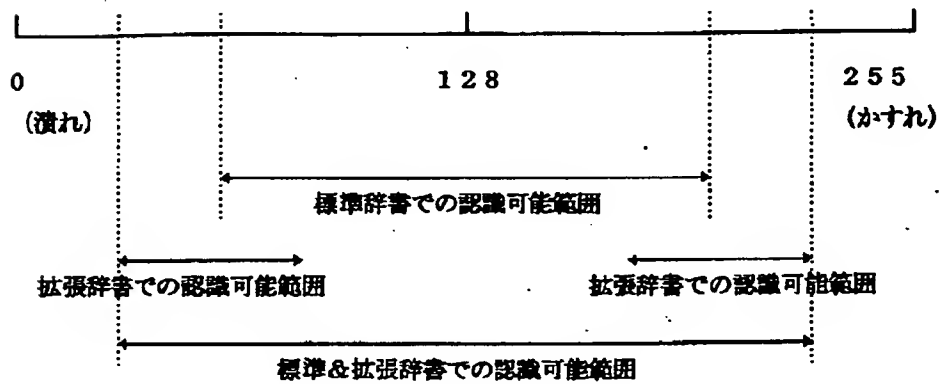 0 128 255
(潰れ) (かすれ)
標準辞書での認識可能範囲
拡張辞書での認識可能範囲 拡張辞書での認識可能範囲
標準&拡張辞書での認識可能範囲